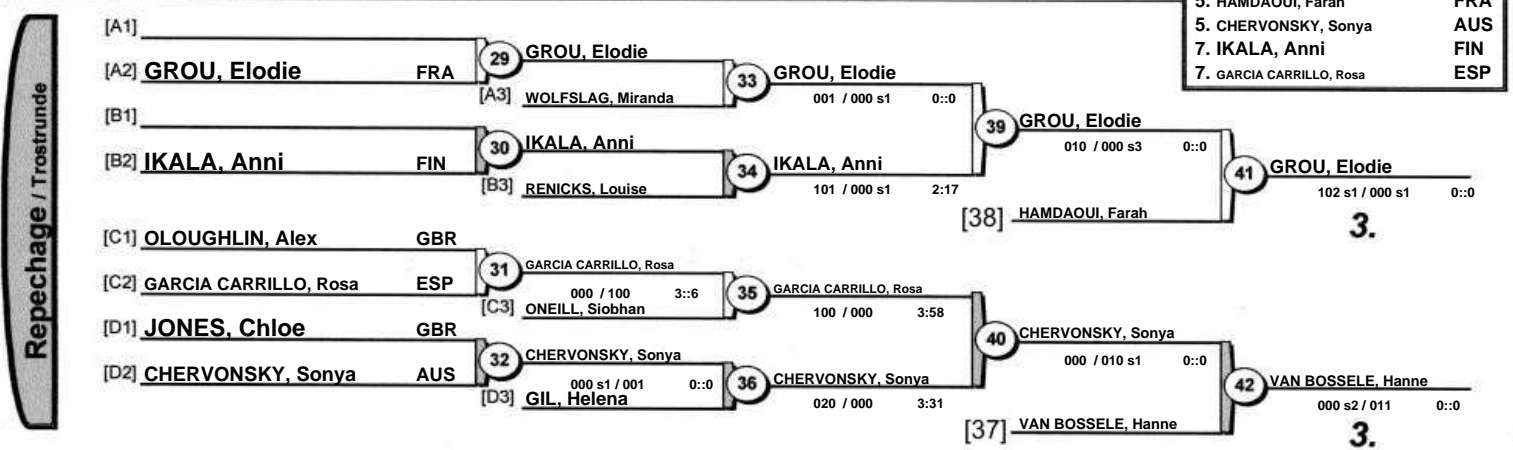 5. HAMDAOUI, Farah FRA
5. CHERVONSKY, Sonya AUS
7. IKALA, Anni FIN
7. GARCIA CARRILLO, Rosa ESP
Repechage / Trostrunde
[A1]
[A2] GROU, Elodie FRA
29 GROU, Elodie
[A3] WOLFSLAG, Miranda
33 GROU, Elodie
001 / 000 s1 0::0
[B1]
[B2] IKALA, Anni FIN
30 IKALA, Anni
[B3] RENICKS, Louise
34 IKALA, Anni
101 / 000 s1 2:17
39 GROU, Elodie
010 / 000 s3 0::0
[38] HAMDAOUI, Farah
41 GROU, Elodie
102 s1 / 000 s1 0::0
3.
[C1] OLOUGHLIN, Alex GBR
[C2] GARCIA CARRILLO, Rosa ESP
31 GARCIA CARRILLO, Rosa
000 / 100 3::6
[C3] ONEILL, Siobhan
35 GARCIA CARRILLO, Rosa
100 / 000 3:58
[D1] JONES, Chloe GBR
[D2] CHERVONSKY, Sonya AUS
32 CHERVONSKY, Sonya
000 s1 / 001 0::0
[D3] GIL, Helena
36 CHERVONSKY, Sonya
020 / 000 3:31
40 CHERVONSKY, Sonya
000 / 010 s1 0::0
[37] VAN BOSSELE, Hanne
42 VAN BOSSELE, Hanne
000 s2 / 011 0::0
3.